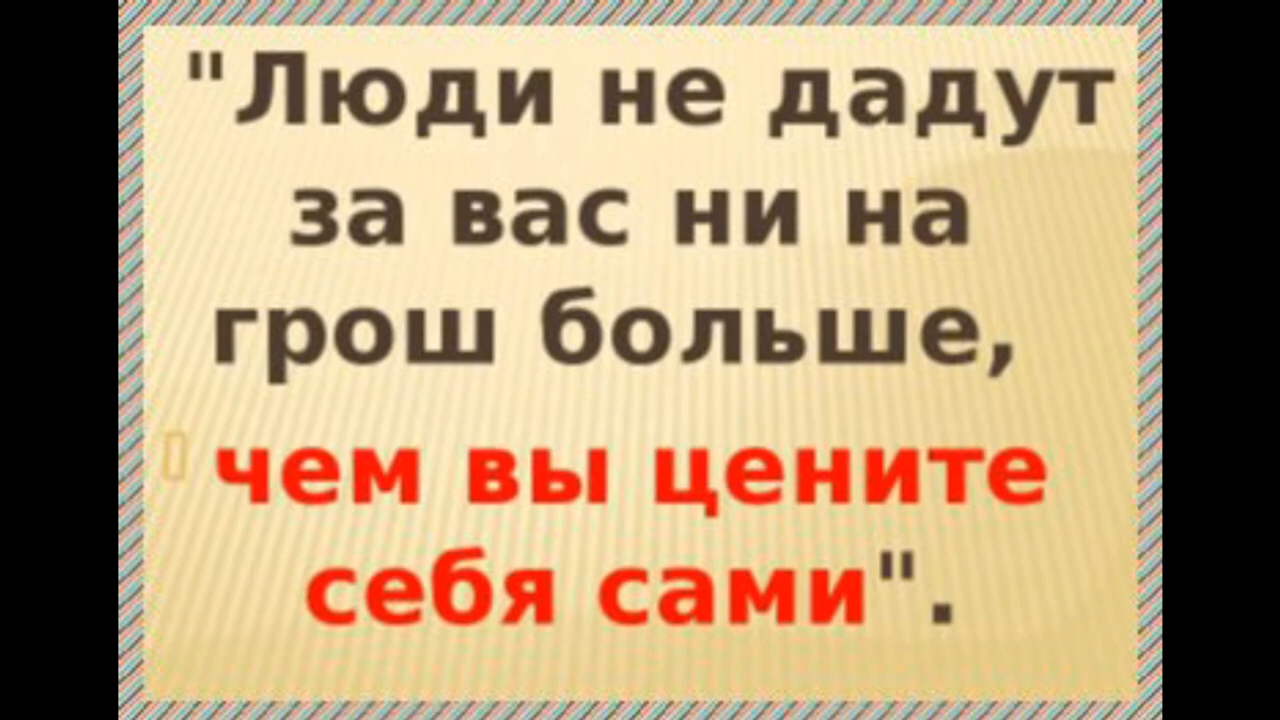 "Люди не дадут
за вас ни на
грош больше,
чем вы цените
себя сами".